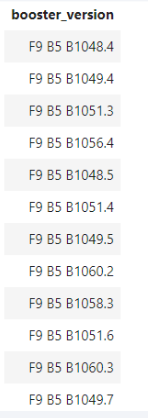 booster_version
F9 B5 B1048.4
F9 B5 B1049.4
F9 B5 B1051.3
F9 B5 B1056.4
F9 B5 B1048.5
F9 B5 B1051.4
F9 B5 B1049.5
F9 B5 B1060.2
F9 B5 B1058.3
F9 B5 B1051.6
F9 B5 B1060.3
F9 B5 B1049.7